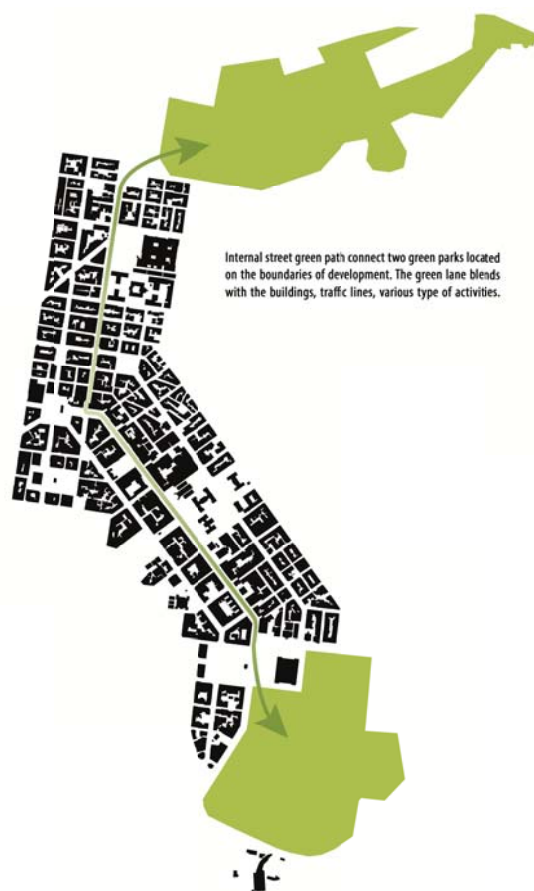 Internal street green path connect two green parks located
on the boundaries of development. The green lane blends
with the buildings, traffic lines, various type of activities.